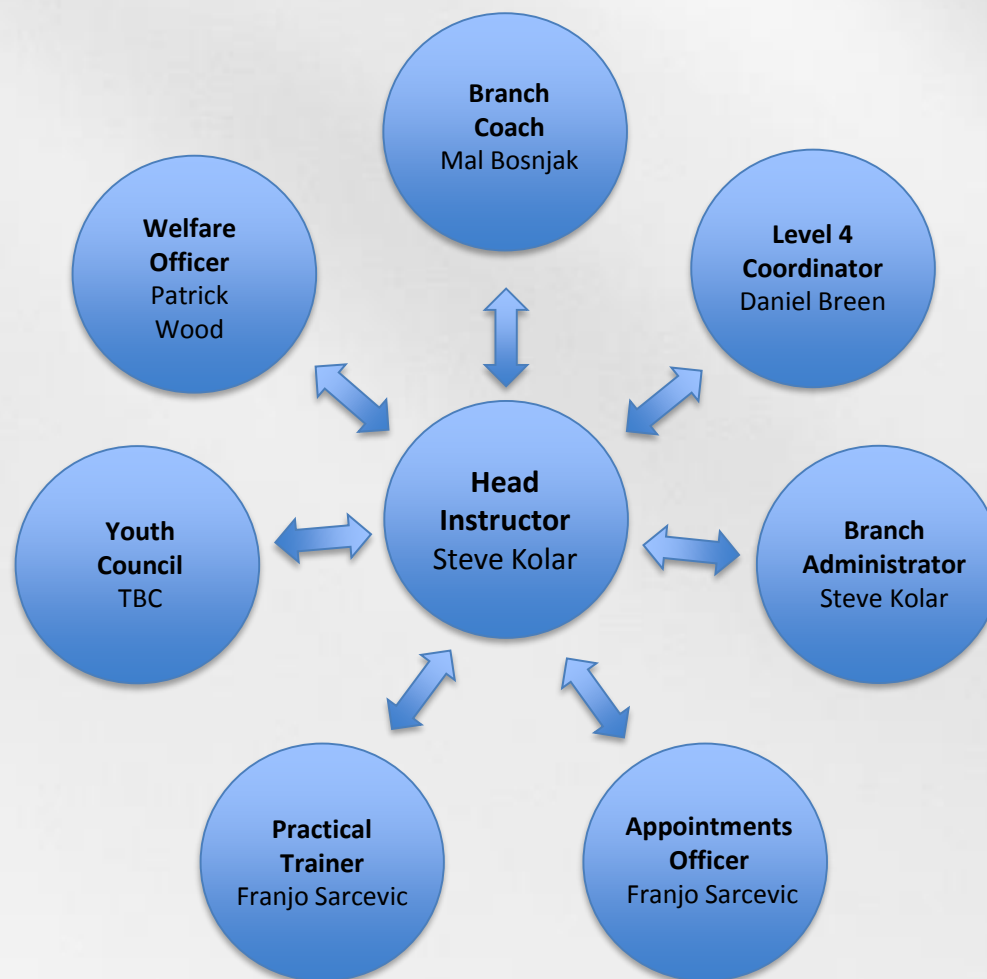 Branch
Coach
Mal Bosnjak
Welfare
Officer
Patrick
Wood
Level 4
Coordinator
Daniel Breen
Head
Instructor
Steve Kolar
Youth
Council
TBC
Branch
Administrator
Steve Kolar
Practical
Trainer
Franjo Sarcevic
Appointments
Officer
Franjo Sarcevic